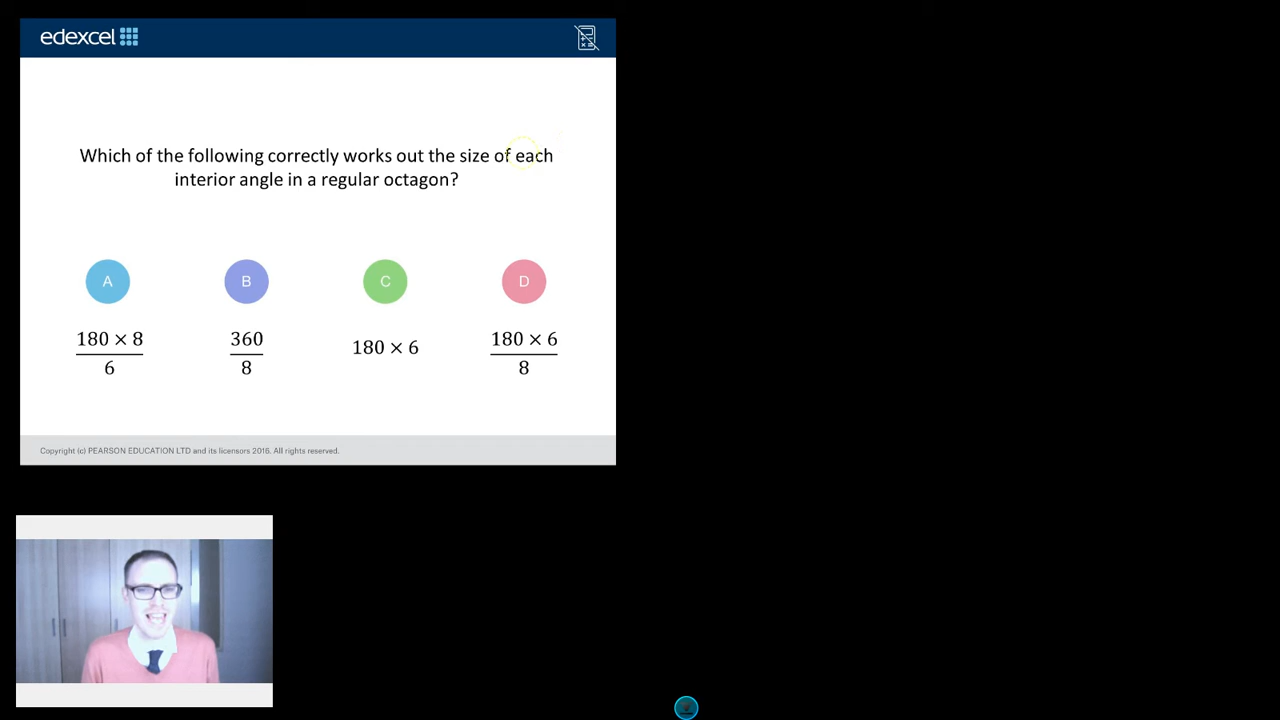 edexcel
Which of the following correctly works out the size of each
interior angle in a regular octagon?
A B C D
180 × 8
6
360
8
180 × 6
180 × 6
8
Copyright (c) PEARSON EDUCATION LTD and its licensors 2016. All rights reserved.